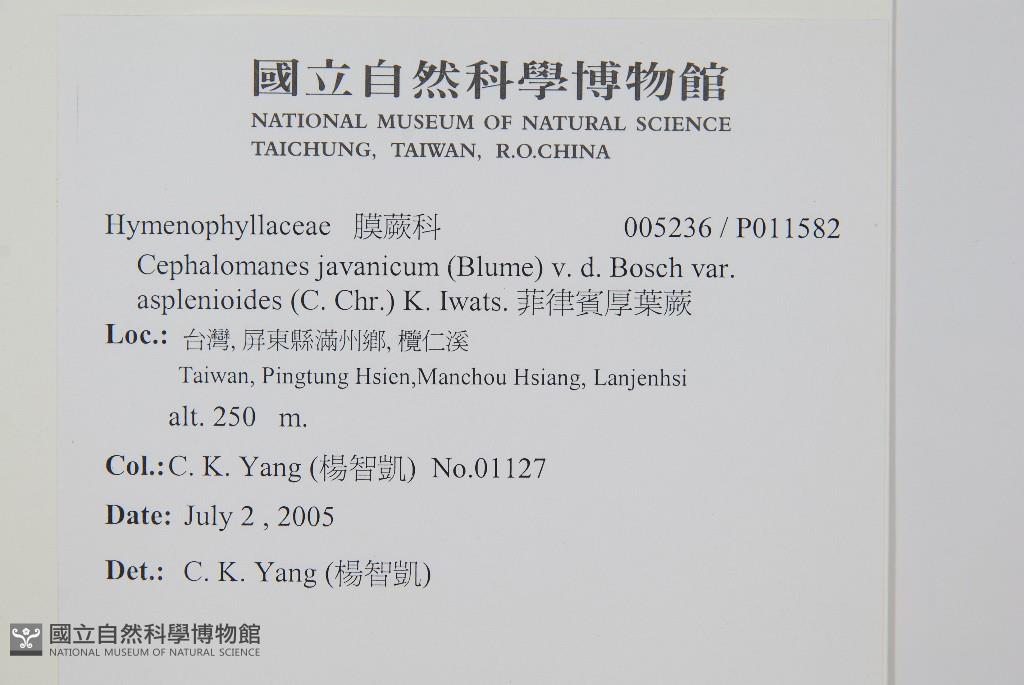 國立自然科學博物館
NATIONAL MUSEUM OF NATURAL SCIENCE
TAICHUNG, TAIWAN, R.O.CHINA
Hymenophyllaceae 膜蕨科 005236 / P011582
Cephalomanes javanicum (Blume) v. d. Bosch var.
asplenioides (C. Chr.) K. Iwats. 菲律賓厚葉蕨
Loc.: 台灣, 屏東縣滿州鄉, 欖仁溪
Taiwan, Pingtung Hsien,Manchou Hsiang, Lanjenhsi
alt. 250 m.
Col.: C. K. Yang (楊智凱) No.01127
Date: July 2 , 2005
Det.: C. K. Yang (楊智凱)
國立自然科學博物館
NATIONAL MUSEUM OF NATURAL SCIENCE